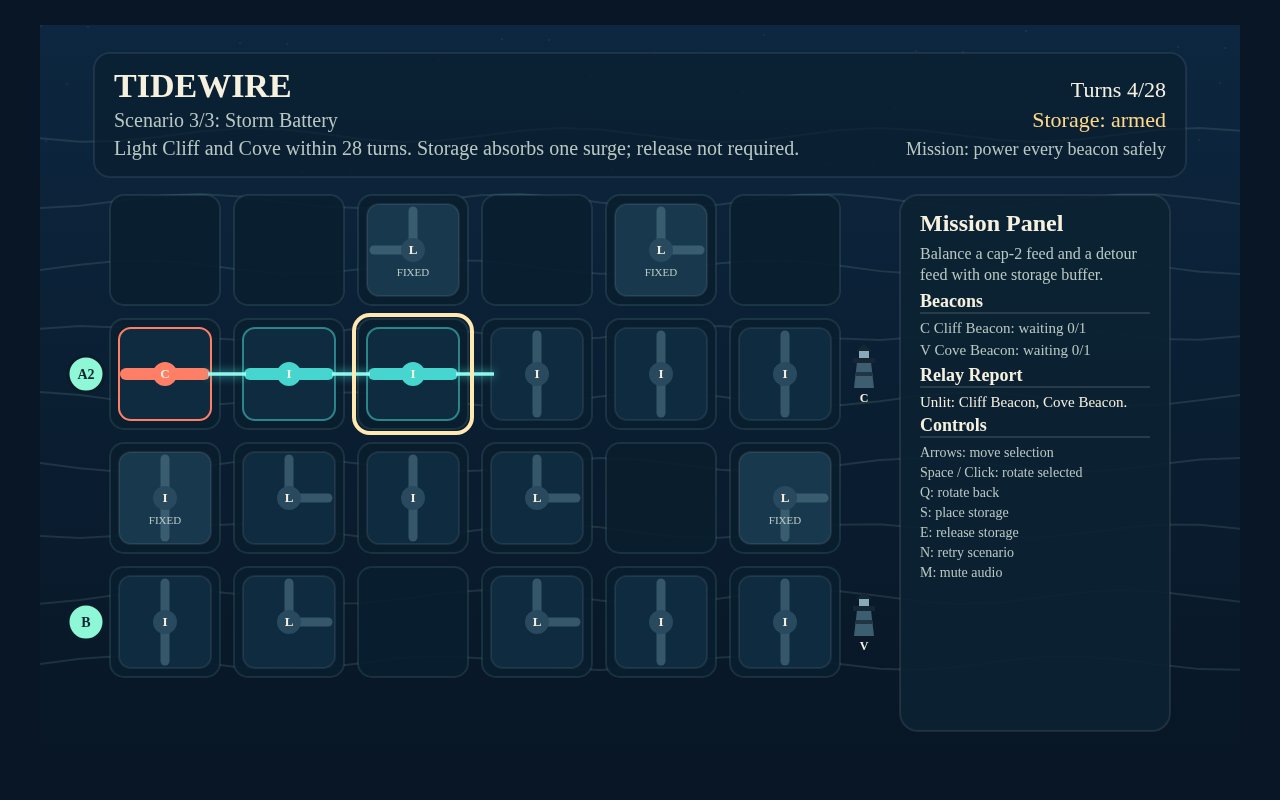 TIDEWIRE
Turns 4/28
Scenario 3/3: Storm Battery
Storage: armed
Light Cliff and Cove within 28 turns. Storage absorbs one surge; release not required.
Mission: power every beacon safely
L
FIXED
L
FIXED
A2
C
I
I
I
I
I
C
I
FIXED
L
I
L
L
FIXED
B
I
L
L
I
I
V
Mission Panel
Balance a cap-2 feed and a detour
feed with one storage buffer.
Beacons
C Cliff Beacon: waiting 0/1
V Cove Beacon: waiting 0/1
Relay Report
Unlit: Cliff Beacon, Cove Beacon.
Controls
Arrows: move selection
Space / Click: rotate selected
Q: rotate back
S: place storage
E: release storage
N: retry scenario
M: mute audio